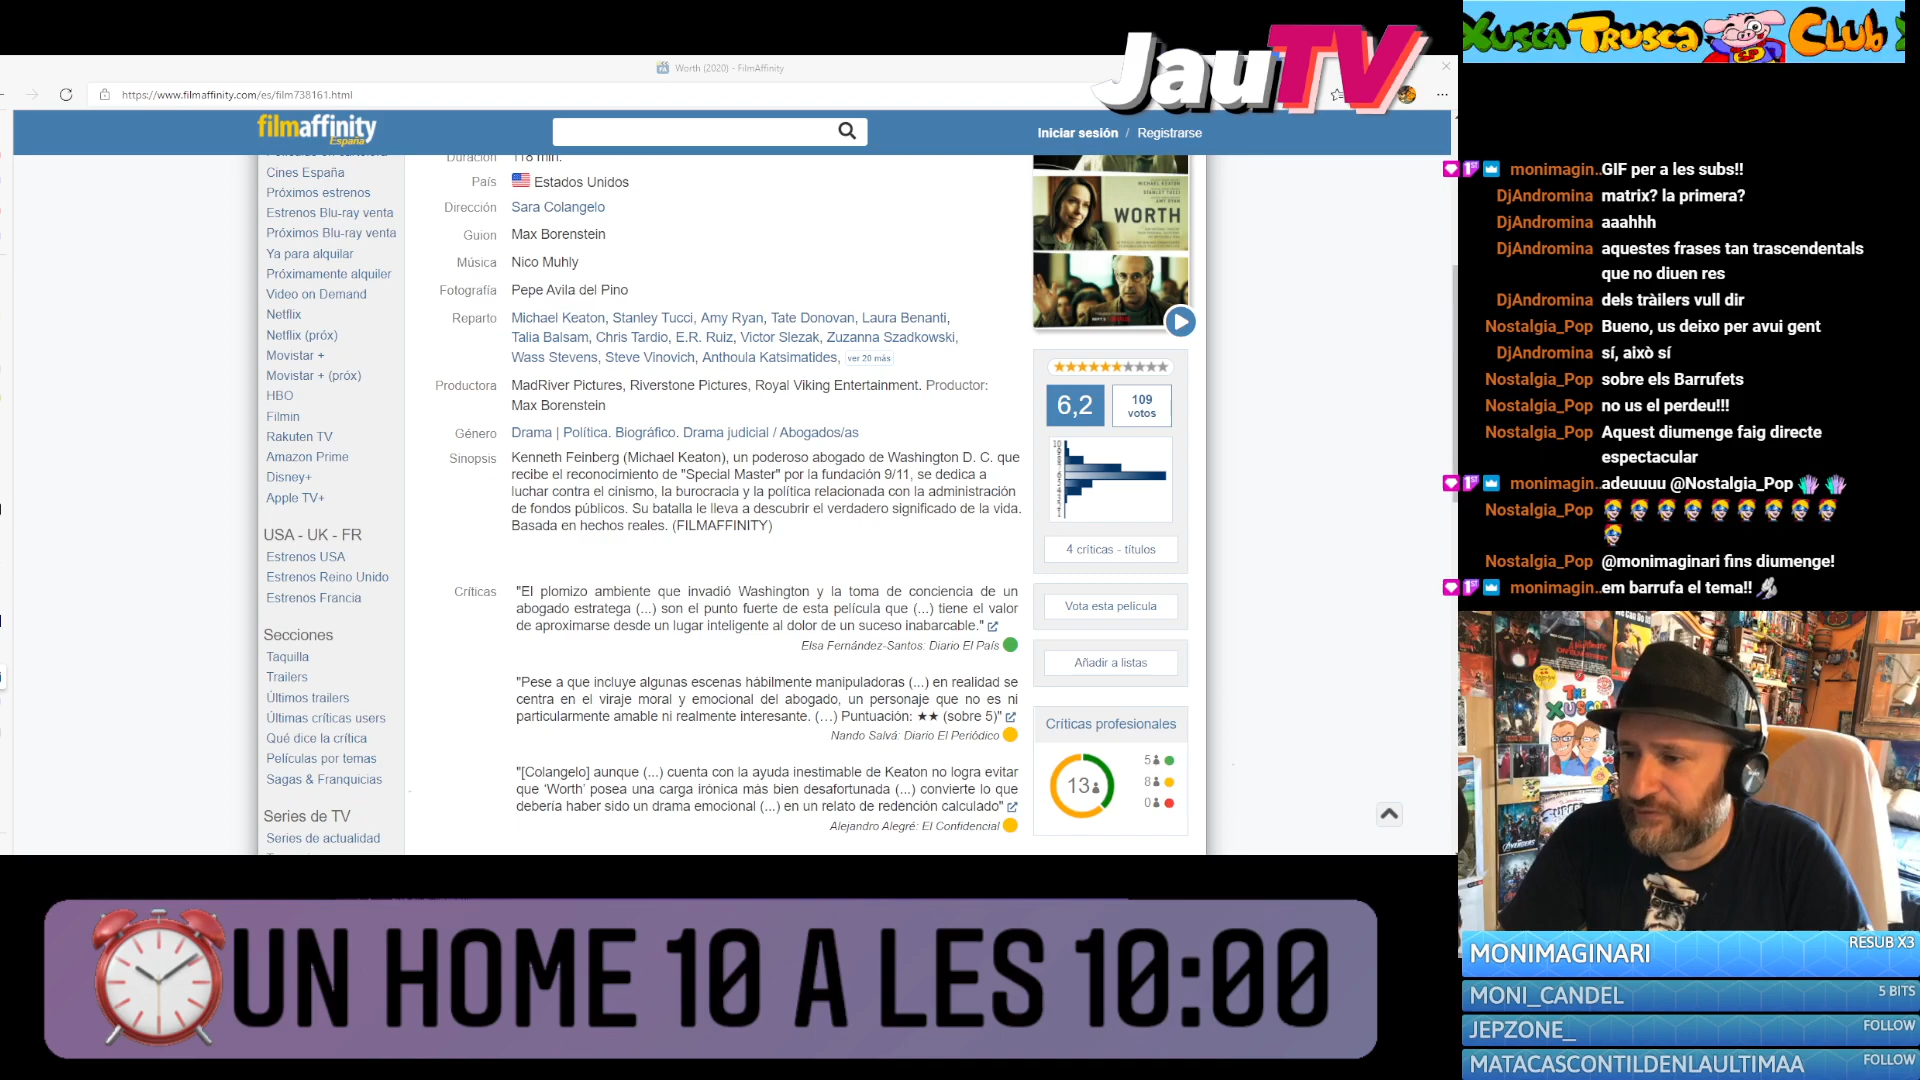 JauTV
Xusca Trusca Club
Worth (2020) - FilmAffinity
https://www.filmaffinity.com/es/film738161.html
filmaffinity
España
Iniciar sesión / Registrarse
Cines España
Próximos estrenos
Estrenos Blu-ray venta
Próximos Blu-ray venta
Ya para alquilar
Próximamente alquiler
Video on Demand
Netflix
Netflix (próx)
Movistar +
Movistar + (próx)
HBO
Filmin
Rakuten TV
Amazon Prime
Disney+
Apple TV+
USA - UK - FR
Estrenos USA
Estrenos Reino Unido
Estrenos Francia
Secciones
Taquilla
Trailers
Últimos trailers
Últimas críticas users
Qué dice la crítica
Películas por temas
Sagas & Franquicias
Series de TV
Series de actualidad
Duración 118 min.
País Estados Unidos
Dirección Sara Colangelo
Guion Max Borenstein
Música Nico Muhly
Fotografía Pepe Avila del Pino
Reparto Michael Keaton, Stanley Tucci, Amy Ryan, Tate Donovan, Laura Benanti,
Talia Balsam, Chris Tardio, E.R. Ruiz, Victor Slezak, Zuzanna Szadkowski,
Wass Stevens, Steve Vinovich, Anthoula Katsimatides, ver 20 más
Productora MadRiver Pictures, Riverstone Pictures, Royal Viking Entertainment. Productor:
Max Borenstein
Género Drama | Política. Biográfico. Drama judicial / Abogados/as
Sinopsis Kenneth Feinberg (Michael Keaton), un poderoso abogado de Washington D. C. que
recibe el reconocimiento de "Special Master" por la fundación 9/11, se dedica a
luchar contra el cinismo, la burocracia y la política relacionada con la administración
de fondos públicos. Su batalla le lleva a descubrir el verdadero significado de la vida.
Basada en hechos reales. (FILMAFFINITY)
Críticas "El plomizo ambiente que invadió Washington y la toma de conciencia de un
abogado estratega (...) son el punto fuerte de esta película que (...) tiene el valor
de aproximarse desde un lugar inteligente al dolor de un suceso inabarcable."
Elsa Fernández-Santos: Diario El País
"Pese a que incluye algunas escenas hábilmente manipuladoras (...) en realidad se
centra en el viraje moral y emocional del abogado, un personaje que no es ni
particularmente amable ni realmente interesante. (…) Puntuación: ★★ (sobre 5)"
Nando Salvá: Diario El Periódico
"[Colangelo] aunque (...) cuenta con la ayuda inestimable de Keaton no logra evitar
que 'Worth' posea una carga irónica más bien desafortunada (...) convierte lo que
debería haber sido un drama emocional (...) en un relato de redención calculado"
Alejandro Alegré: El Confidencial
MICHAEL KEATON
STANLEY TUCCI
AMY RYAN
WORTH
6,2
109
votos
4 críticas - títulos
Vota esta película
Añadir a listas
Críticas profesionales
13
5
8
0
monimagin..GIF per a les subs!!
DjAndromina matrix? la primera?
DjAndromina aaahhh
DjAndromina aquestes frases tan trascendentals
que no diuen res
DjAndromina dels tràilers vull dir
Nostalgia_Pop Bueno, us deixo per avui gent
DjAndromina sí, això sí
Nostalgia_Pop sobre els Barrufets
Nostalgia_Pop no us el perdeu!!!
Nostalgia_Pop Aquest diumenge faig directe
espectacular
monimagin..adeuuuu @Nostalgia_Pop
Nostalgia_Pop
Nostalgia_Pop @monimaginari fins diumenge!
monimagin..em barrufa el tema!!
THE
XUSCOS
AVENGERS
MONIMAGINARI RESUB X3
MONI_CANDEL 5 BITS
JEPZONE_ FOLLOW
MATACASCONTILDENLAULTIMAA FOLLOW
UN HOME 10 A LES 10:00